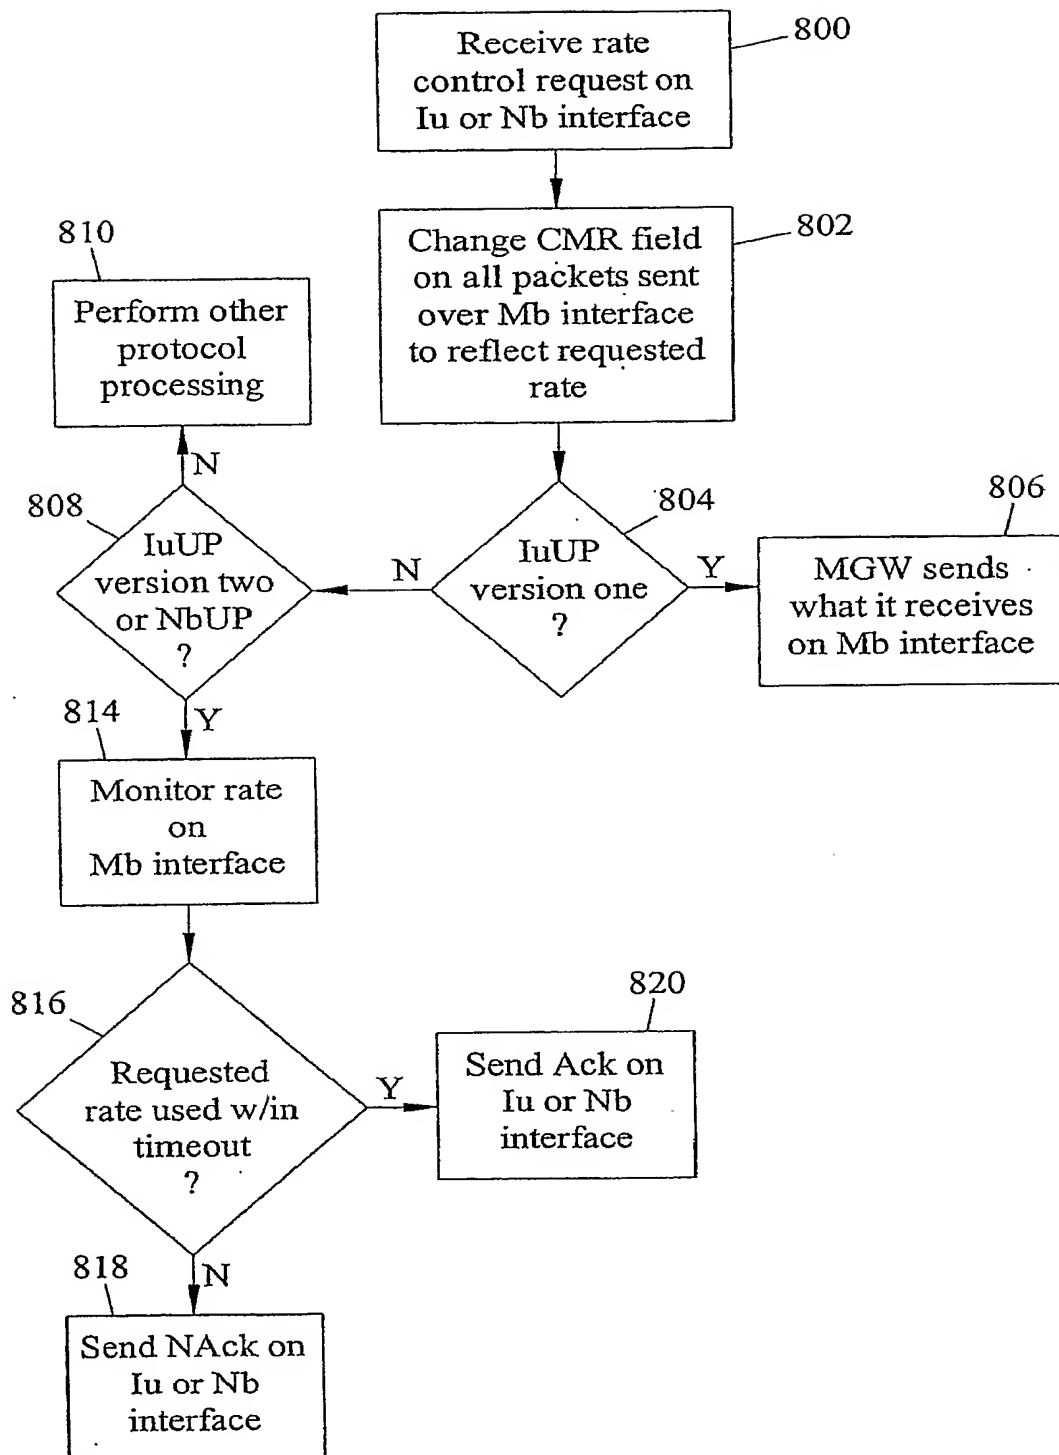 800
Receive rate
control request on
Iu or Nb interface
802
Change CMR field
on all packets sent
over Mb interface
to reflect requested
rate
810
Perform other
protocol
processing
N
808
IuUP
version two
or NbUP
?
N
804
IuUP
version one
?
Y
806
MGW sends
what it receives
on Mb interface
814
Y
Monitor rate
on
Mb interface
816
Requested
rate used w/in
timeout
?
Y
820
Send Ack on
Iu or Nb
interface
818
N
Send NAck on
Iu or Nb
interface